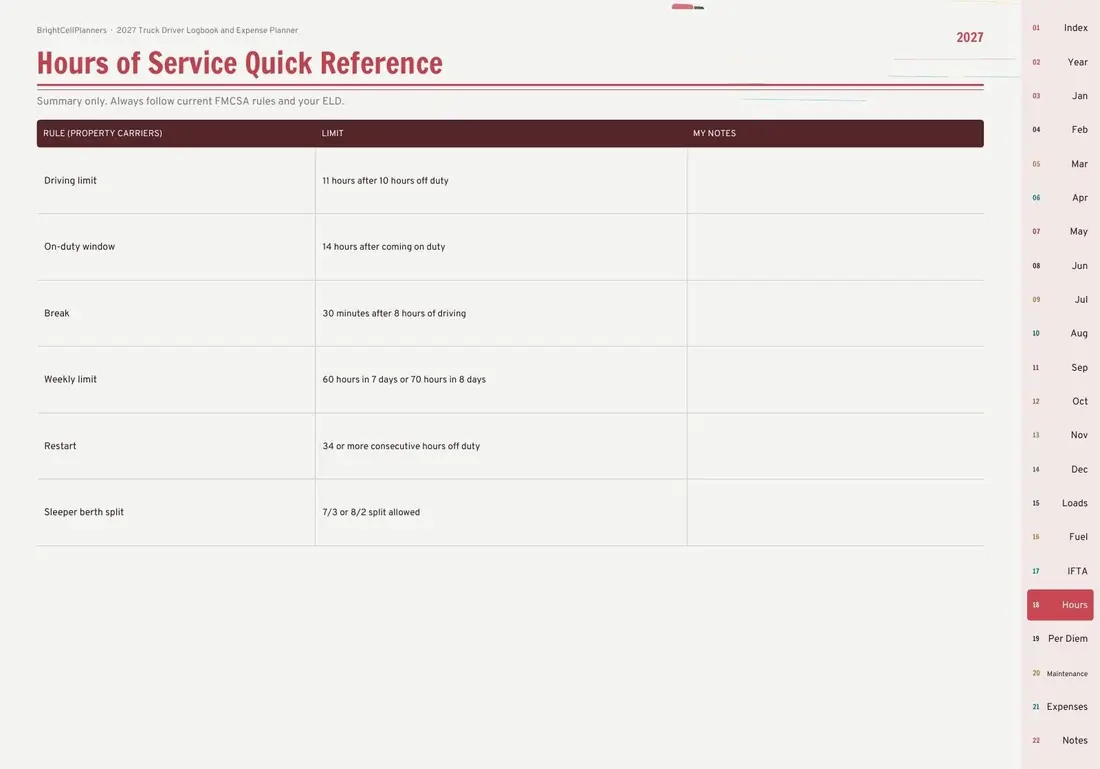 BrightCellPlanners · 2027 Truck Driver Logbook and Expense Planner
2027
Hours of Service Quick Reference
Summary only. Always follow current FMCSA rules and your ELD.
RULE (PROPERTY CARRIERS) LIMIT MY NOTES
Driving limit 11 hours after 10 hours off duty
On-duty window 14 hours after coming on duty
Break 30 minutes after 8 hours of driving
Weekly limit 60 hours in 7 days or 70 hours in 8 days
Restart 34 or more consecutive hours off duty
Sleeper berth split 7/3 or 8/2 split allowed
01 Index
02 Year
03 Jan
04 Feb
05 Mar
06 Apr
07 May
08 Jun
09 Jul
10 Aug
11 Sep
12 Oct
13 Nov
14 Dec
15 Loads
16 Fuel
17 IFTA
18 Hours
19 Per Diem
20 Maintenance
21 Expenses
22 Notes